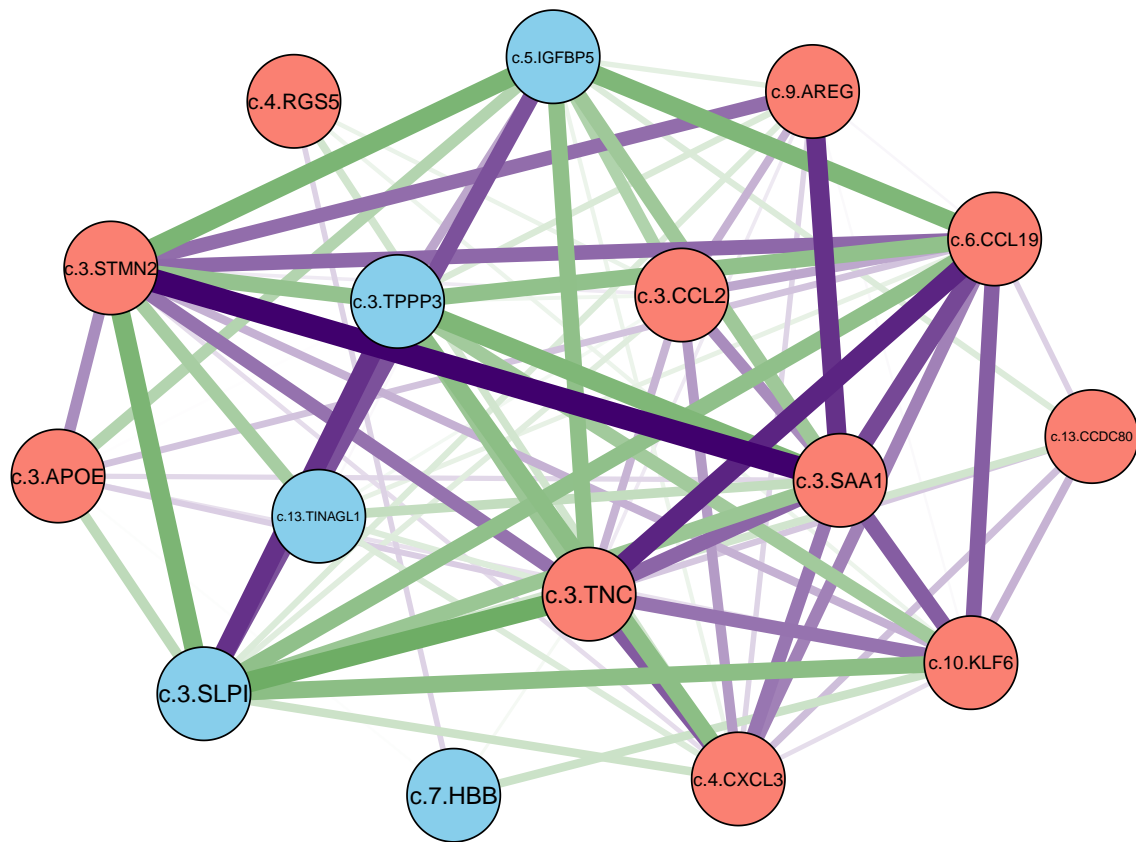 c.5.IGFBP5
c.9.AREG
c.4.RGS5
c.6.CCL19
c.3.STMN2
c.3.TPPP3
c.3.CCL2
c.13.CCDC80
c.3.APOE
c.3.SAA1
c.13.TINAGL1
c.3.TNC
c.10.KLF6
c.3.SLPI
c.4.CXCL3
c.7.HBB